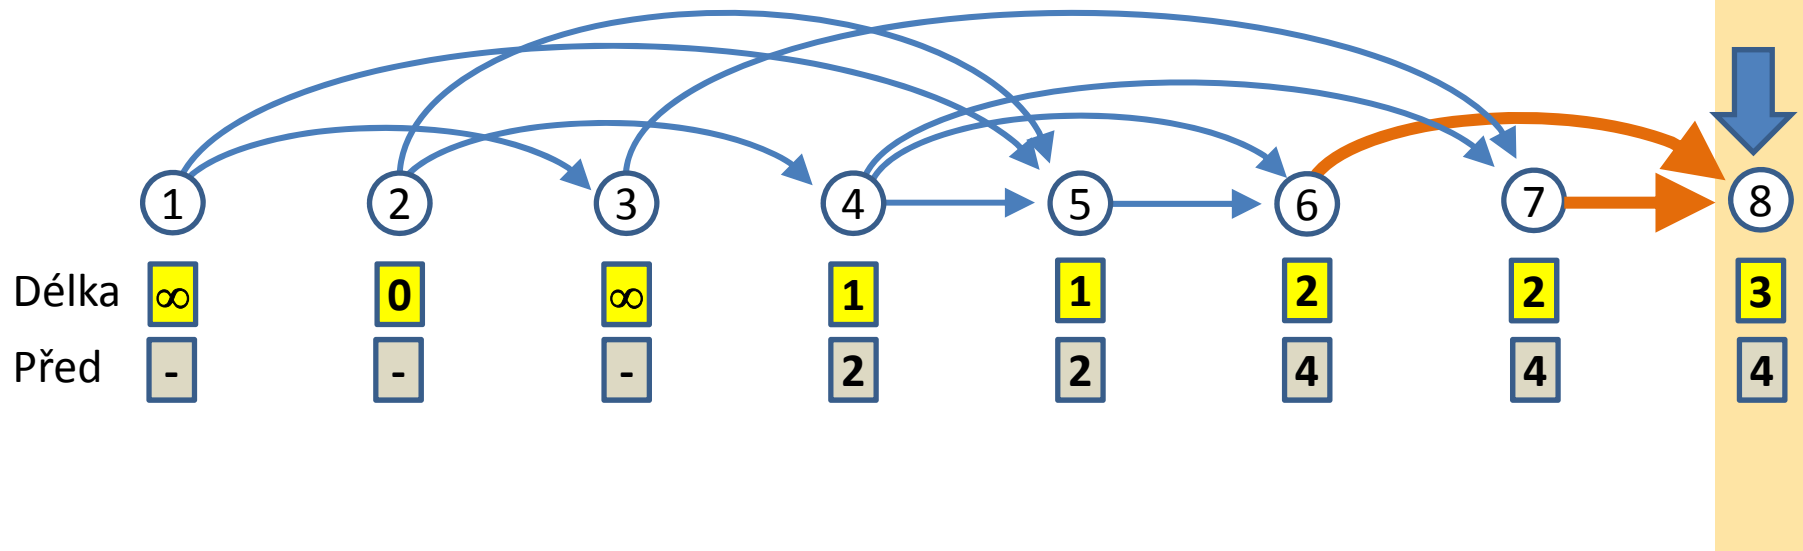 1 2 3 4 5 6 7 8
Délka ∞ 0 ∞ 1 1 2 2 3
Před - - - 2 2 4 4 4